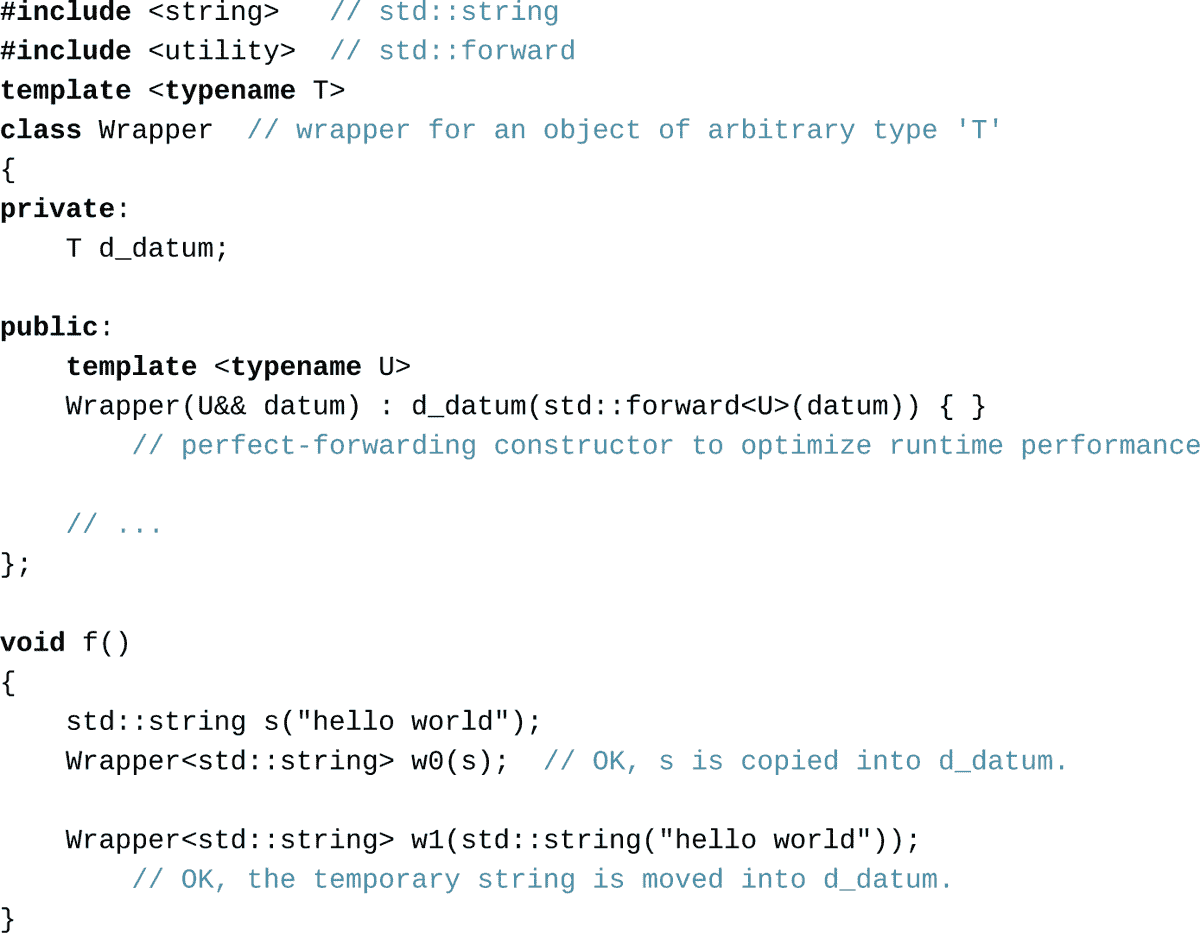 #include <string>   // std::string
#include <utility>  // std::forward
template <typename T>
class Wrapper  // wrapper for an object of arbitrary type 'T'
{
private:
    T d_datum;

public:
    template <typename U>
    Wrapper(U&& datum) : d_datum(std::forward<U>(datum)) { }
        // perfect-forwarding constructor to optimize runtime performance

    // ...
};

void f()
{
    std::string s("hello world");
    Wrapper<std::string> w0(s);  // OK, s is copied into d_datum.

    Wrapper<std::string> w1(std::string("hello world"));
        // OK, the temporary string is moved into d_datum.
}